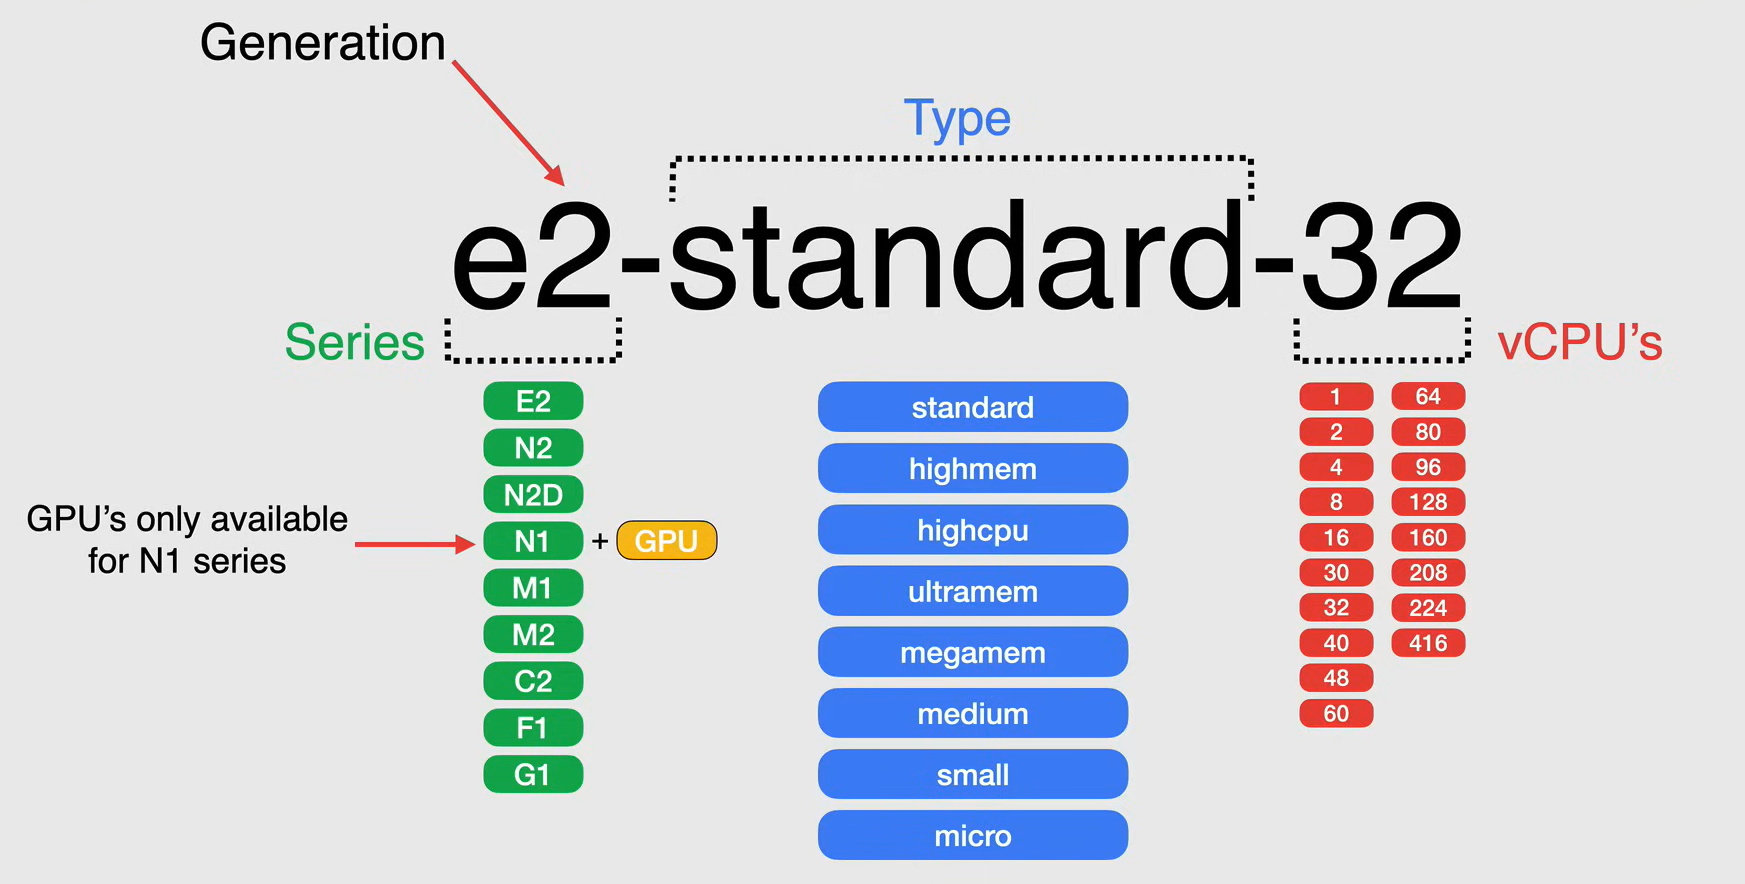 Generation
Type
e2-standard-32
Series
vCPU's
E2
N2
N2D
GPU's only available
for N1 series
N1 + GPU
M1
M2
C2
F1
G1
standard
highmem
highcpu
ultramem
megamem
medium
small
micro
1
2
4
8
16
30
32
40
48
60
64
80
96
128
160
208
224
416